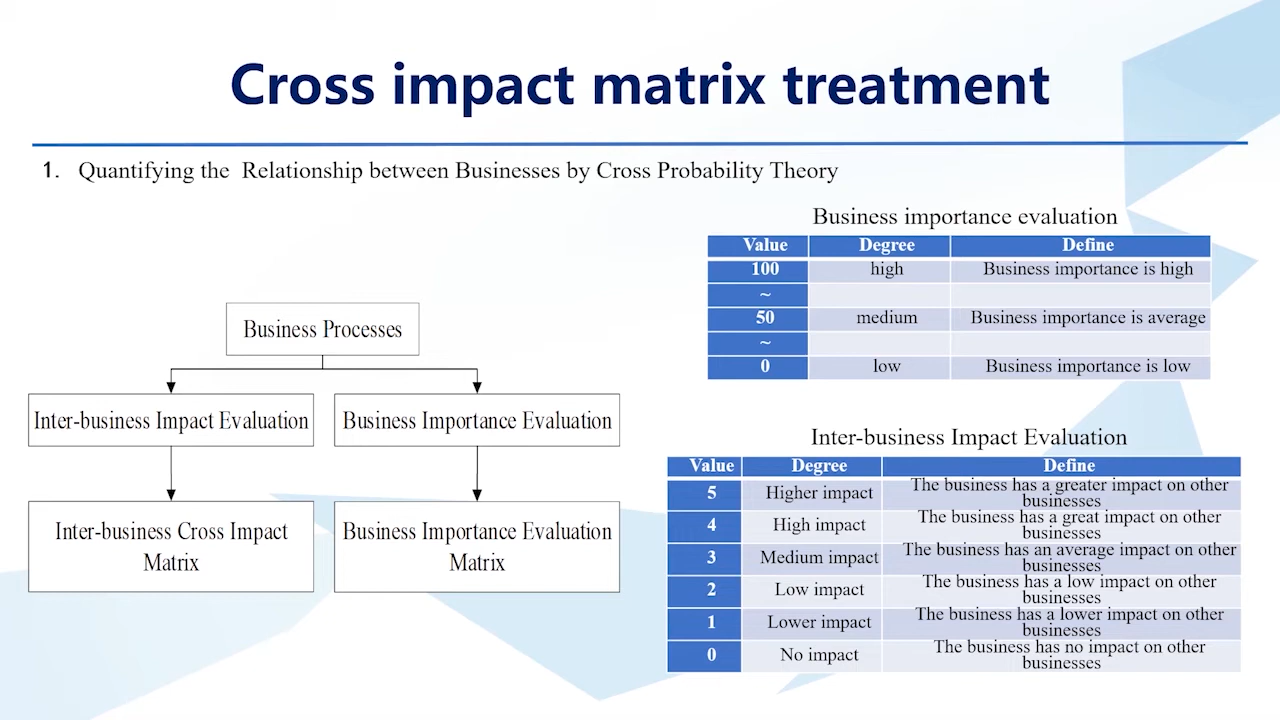 Cross impact matrix treatment
1. Quantifying the Relationship between Businesses by Cross Probability Theory
Business Processes
Inter-business Impact Evaluation
Business Importance Evaluation
Inter-business Cross Impact
Matrix
Business Importance Evaluation
Matrix
Business importance evaluation
Value Degree Define
100 high Business importance is high
~
50 medium Business importance is average
~
0 low Business importance is low
Inter-business Impact Evaluation
Value Degree Define
5 Higher impact The business has a greater impact on other
businesses
4 High impact The business has a great impact on other
businesses
3 Medium impact The business has an average impact on other
businesses
2 Low impact The business has a low impact on other
businesses
1 Lower impact The business has a lower impact on other
businesses
0 No impact The business has no impact on other
businesses